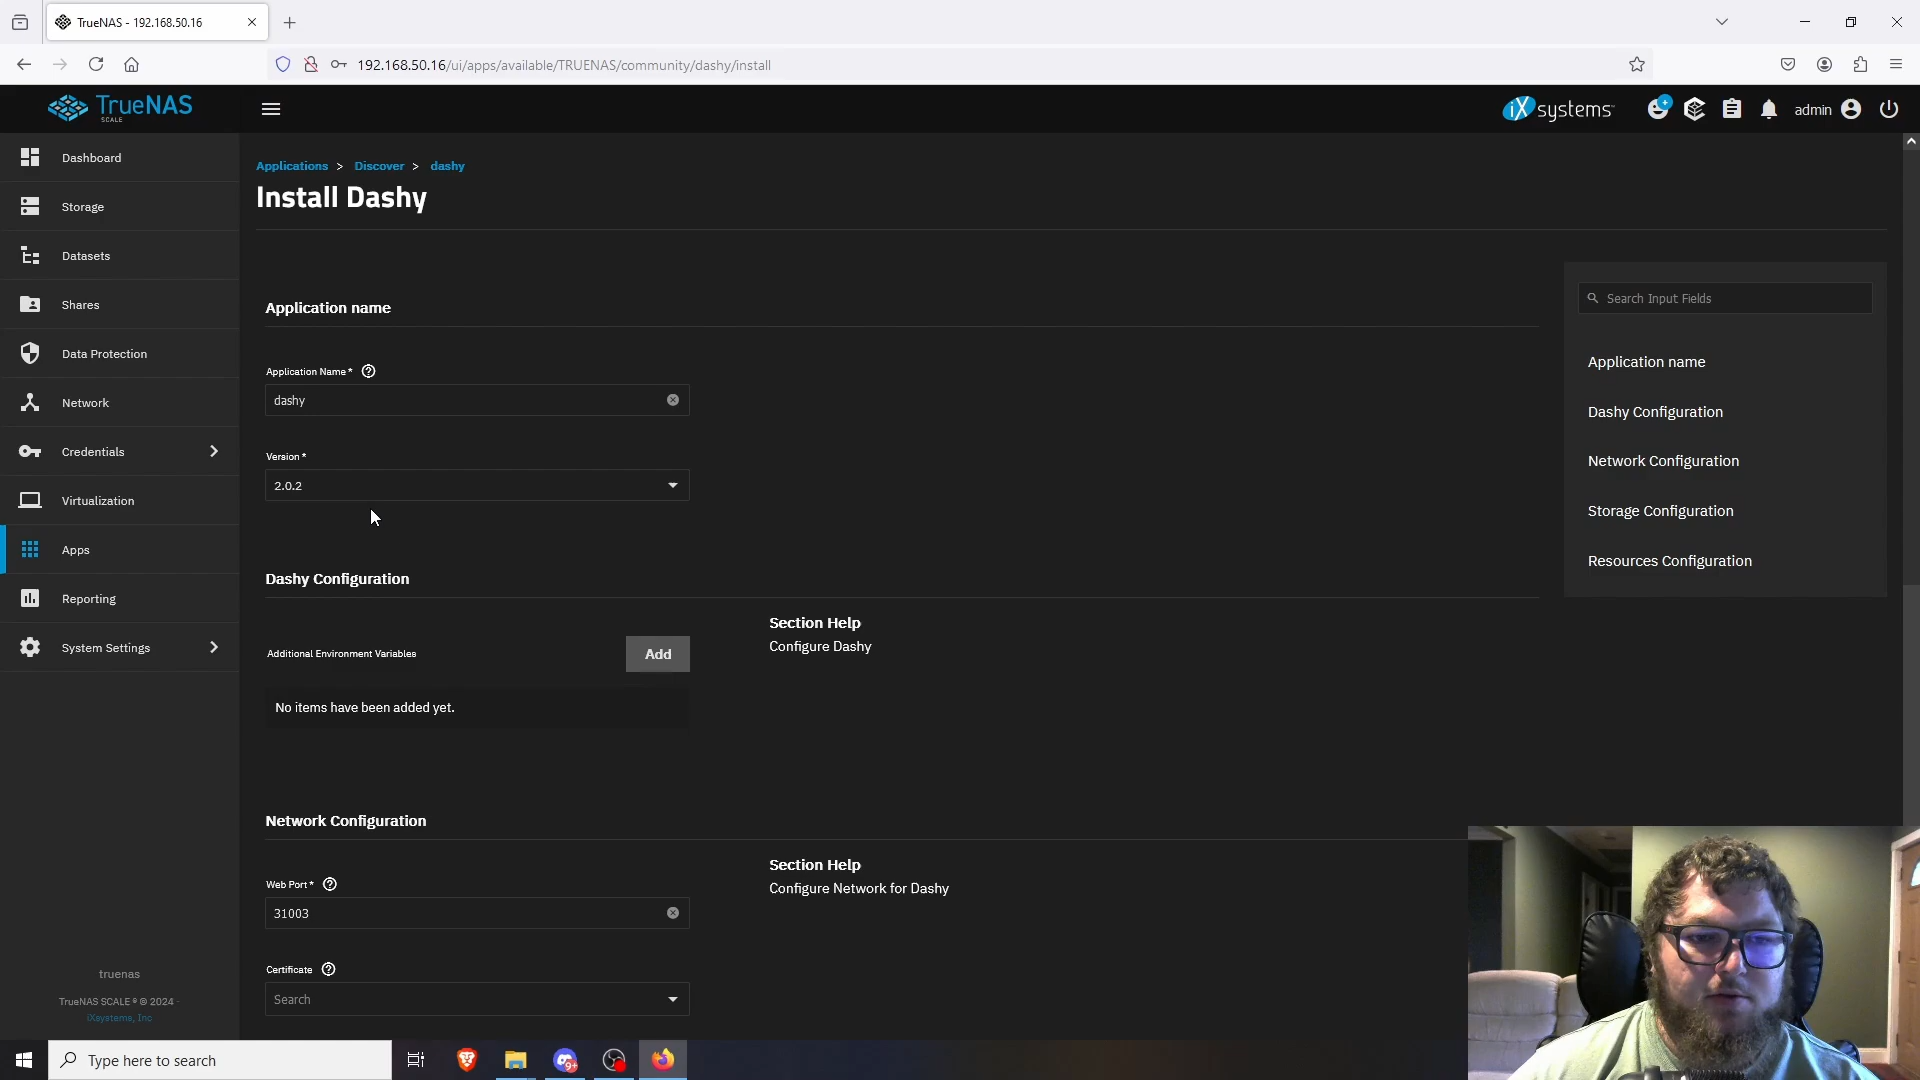 TrueNAS - 192.168.50.16
192.168.50.16/ui/apps/available/TRUENAS/community/dashy/install
TrueNAS
SCALE
iXsystems
admin
Dashboard
Storage
Datasets
Shares
Data Protection
Network
Credentials
Virtualization
Apps
Reporting
System Settings
truenas
TrueNAS SCALE ® © 2024 -
iXsystems, Inc
Applications > Discover > dashy
Install Dashy
Application name
Application Name *
dashy
Version *
2.0.2
Dashy Configuration
Additional Environment Variables
Add
No items have been added yet.
Section Help
Configure Dashy
Network Configuration
Web Port *
31003
Section Help
Configure Network for Dashy
Certificate
Search
Search Input Fields
Application name
Dashy Configuration
Network Configuration
Storage Configuration
Resources Configuration
Type here to search
9+